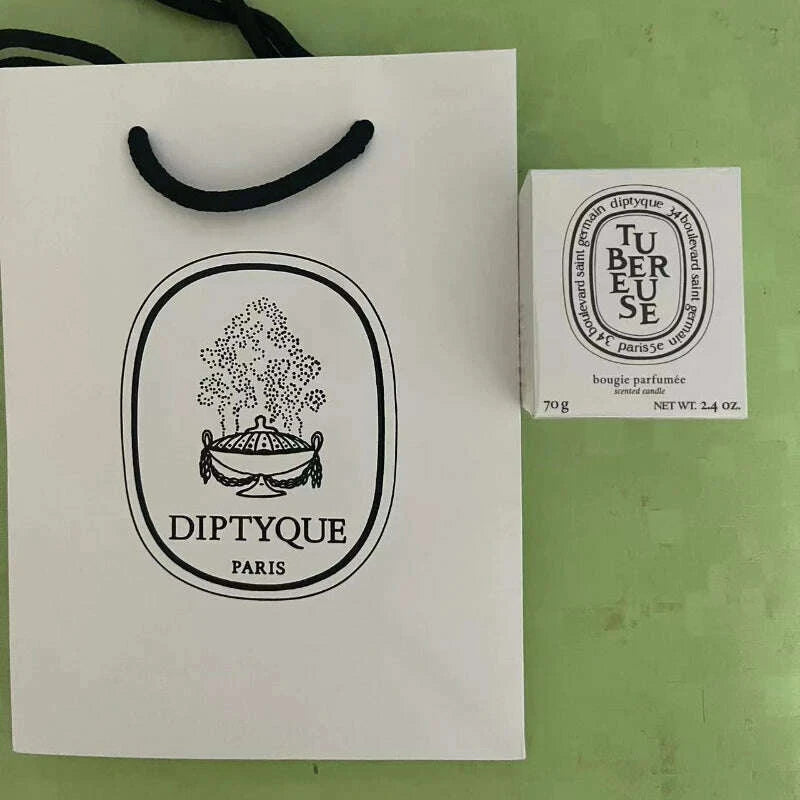 DIPTYQUE
PARIS
diptyque 34 boulevard saint germain paris5e 34 boulevard saint germain
TU
BER
EU
SE
bougie parfumée
scented candle
70 g
NET WT. 2.4 OZ.